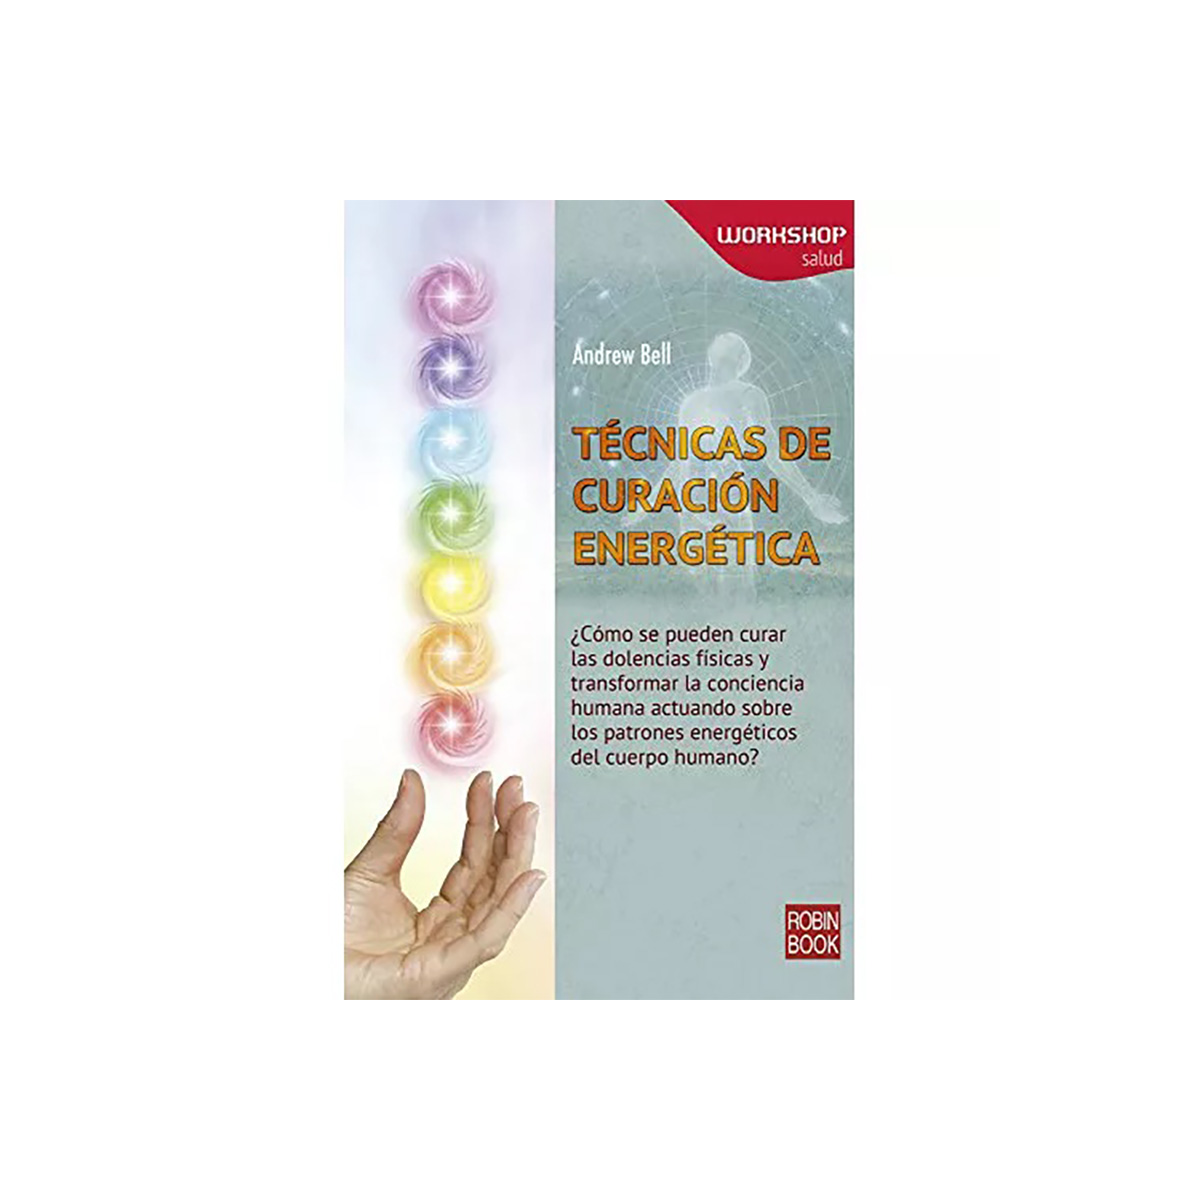 WORKSHOP
salud
Andrew Bell
TÉCNICAS DE
CURACIÓN
ENERGÉTICA
¿Cómo se pueden curar
las dolencias físicas y
transformar la conciencia
humana actuando sobre
los patrones energéticos
del cuerpo humano?
ROBIN
BOOK